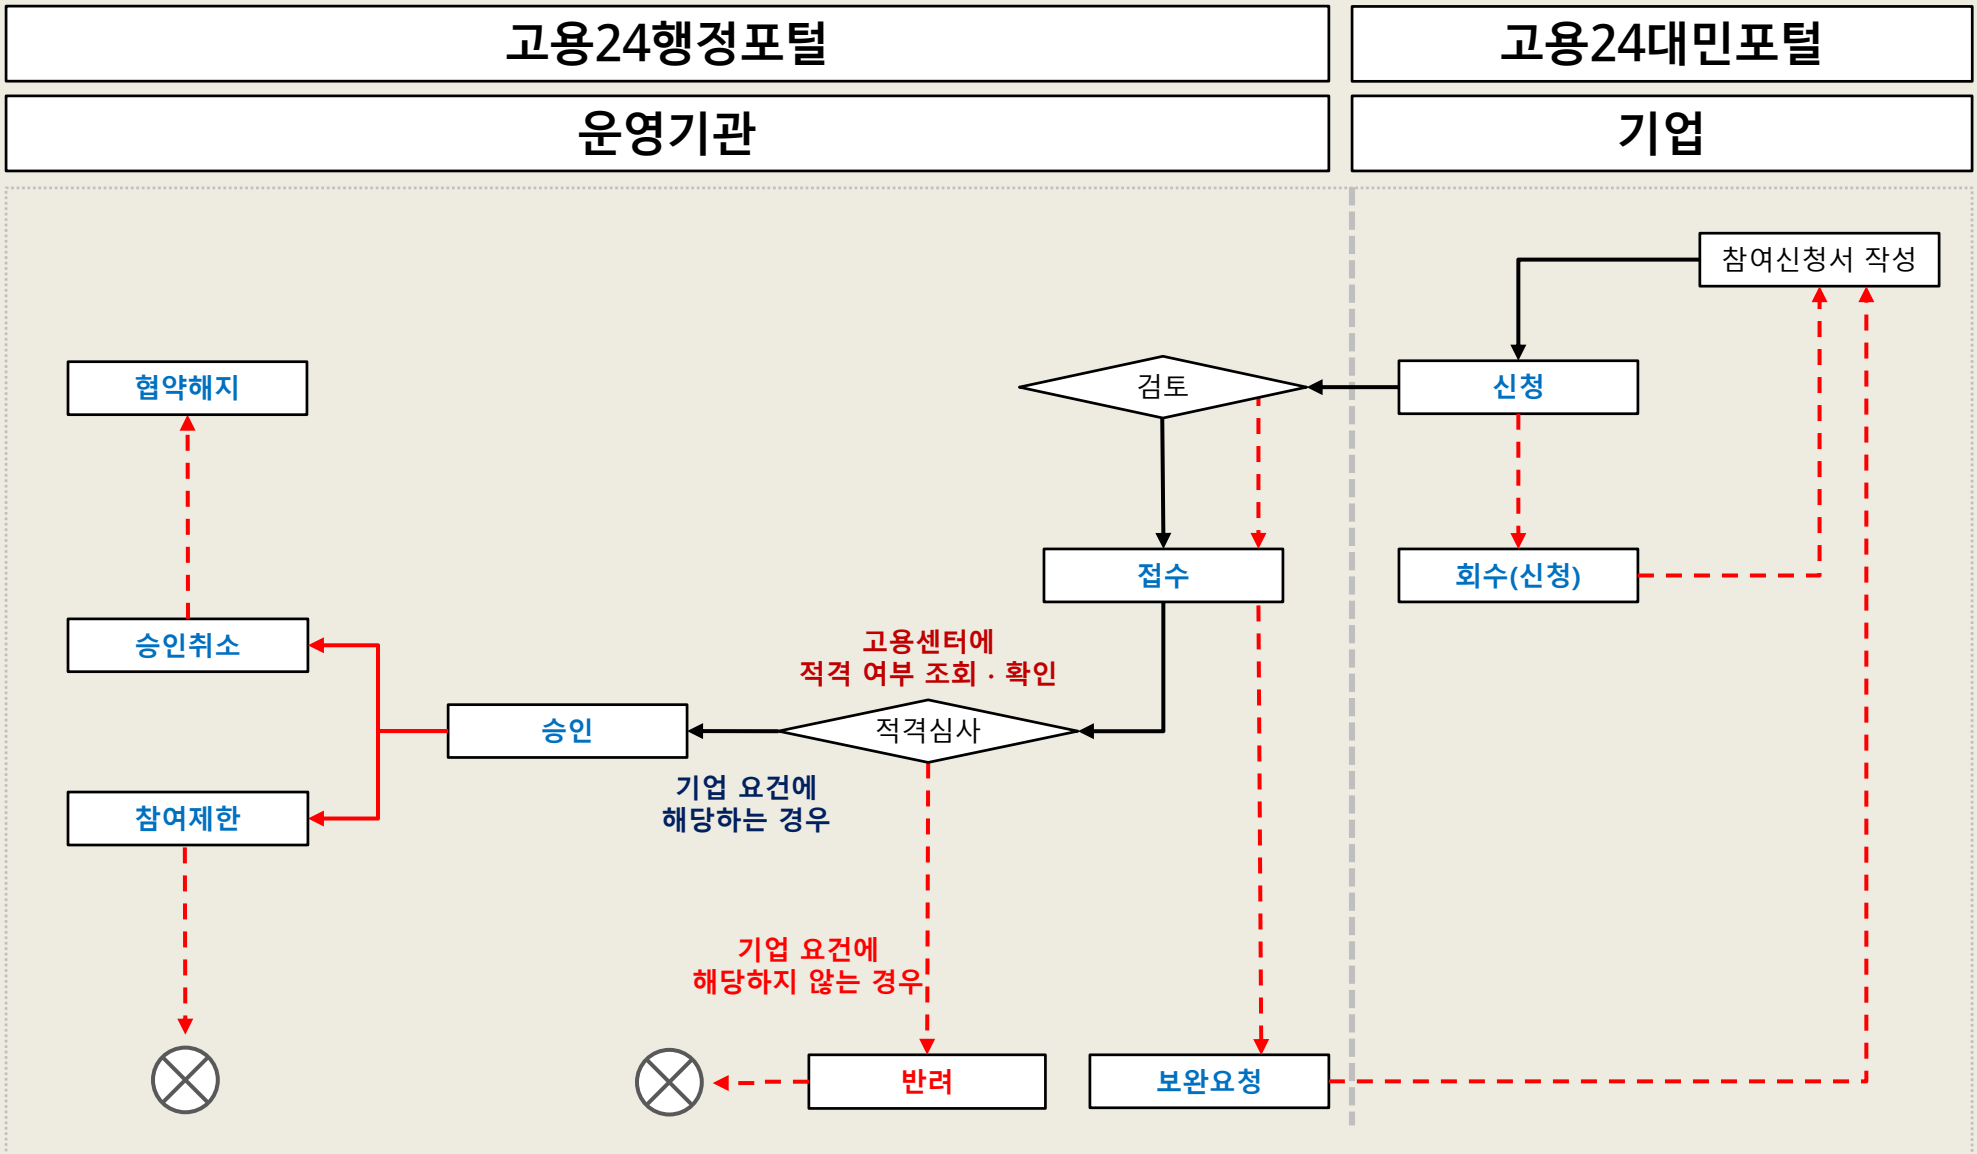 고용24행정포털
고용24대민포털
운영기관
기업
참여신청서 작성
협약해지
검토
신청
접수
회수(신청)
승인취소
고용센터에
적격 여부 조회 · 확인
승인
적격심사
기업 요건에
해당하는 경우
참여제한
기업 요건에
해당하지 않는 경우
반려
보완요청